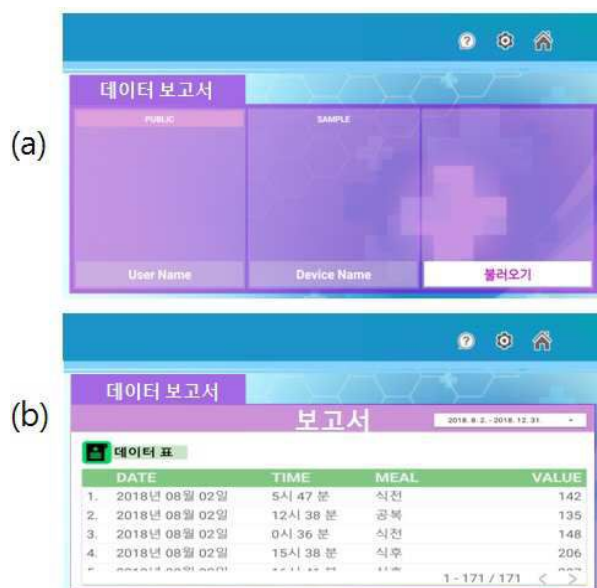 (a)
데이터 보고서
PUBLIC SAMPLE
User Name Device Name 불러오기
(b)
데이터 보고서
보고서 2018. 8. 2. - 2018. 12. 31.
데이터 표
DATE TIME MEAL VALUE
1. 2018년 08월 02일 5시 47 분 식전 142
2. 2018년 08월 02일 12시 38 분 공복 135
3. 2018년 08월 02일 0시 36 분 식전 148
4. 2018년 08월 02일 15시 38 분 식후 206
1 - 171 / 171 < >